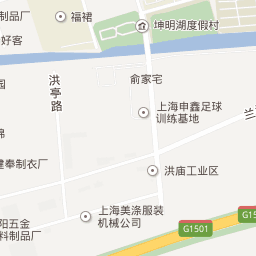 制品厂
福裙
坤明湖度假村
好客
俞家宅
园
洪亭路
上海申鑫足球
训练基地
兰
锦
建奉制衣厂
洪庙工业区
上海美涤服装
机械公司
阳五金
料制品厂
G1501
G150